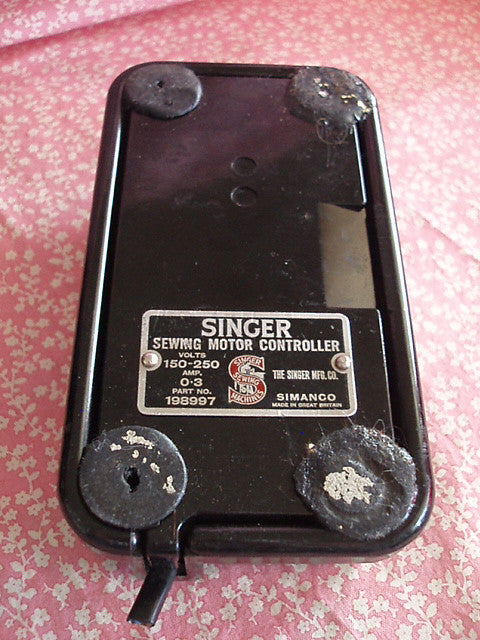 SINGER
SEWING MOTOR CONTROLLER
VOLTS
150-250
AMP.
0·3
PART NO.
198997
SINGER
SEWING
MACHINES
THE SINGER MFG. CO.
SIMANCO
MADE IN GREAT BRITAIN